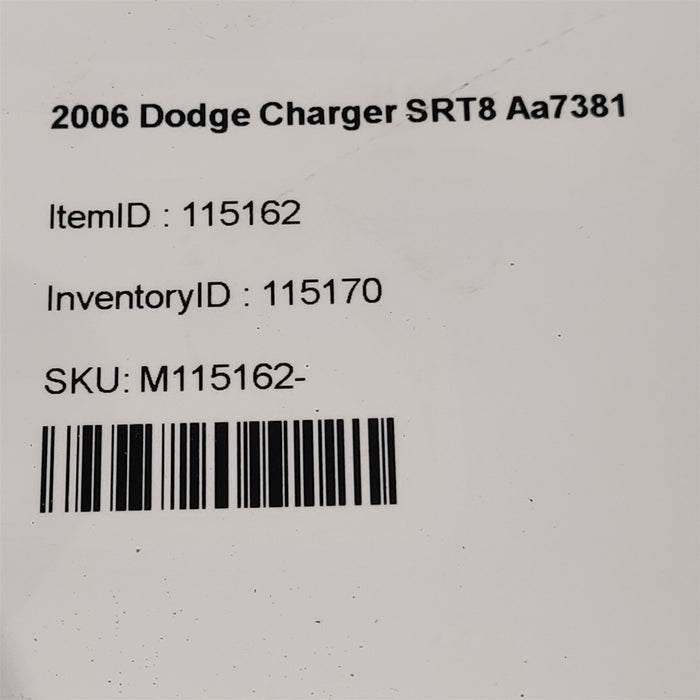 2006 Dodge Charger SRT8 Aa7381
ItemID : 115162
InventoryID : 115170
SKU: M115162-